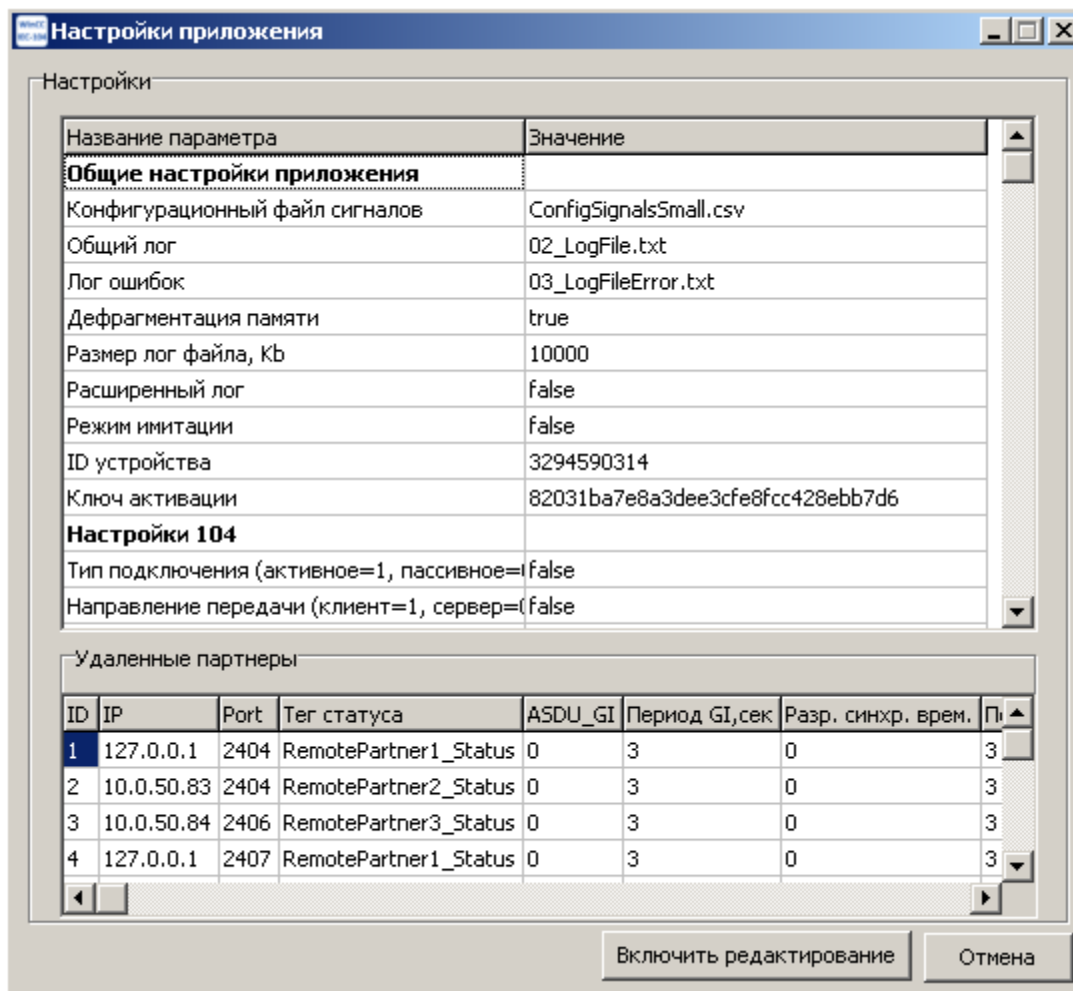 WinCC IEC-104 Настройки приложения
Настройки
Название параметра Значение
Общие настройки приложения
Конфигурационный файл сигналов ConfigSignalsSmall.csv
Общий лог 02_LogFile.txt
Лог ошибок 03_LogFileError.txt
Дефрагментация памяти true
Размер лог файла, Kb 10000
Расширенный лог false
Режим имитации false
ID устройства 3294590314
Ключ активации 82031ba7e8a3dee3cfe8fcc428ebb7d6
Настройки 104
Тип подключения (активное=1, пассивное=( false
Направление передачи (клиент=1, сервер=( false
Удаленные партнеры
ID IP Port Тег статуса ASDU_GI Период GI,сек Разр. синхр. врем.
1 127.0.0.1 2404 RemotePartner1_Status 0 3 0 3
2 10.0.50.83 2404 RemotePartner2_Status 0 3 0 3
3 10.0.50.84 2406 RemotePartner3_Status 0 3 0 3
4 127.0.0.1 2407 RemotePartner1_Status 0 3 0 3
Включить редактирование Отмена